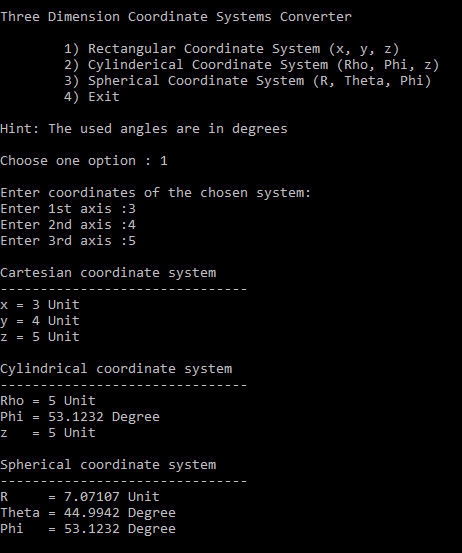 Three Dimension Coordinate Systems Converter
1) Rectangular Coordinate System (x, y, z)
2) Cylinderical Coordinate System (Rho, Phi, z)
3) Spherical Coordinate System (R, Theta, Phi)
4) Exit
Hint: The used angles are in degrees
Choose one option : 1
Enter coordinates of the chosen system:
Enter 1st axis :3
Enter 2nd axis :4
Enter 3rd axis :5
Cartesian coordinate system
-------------------------------
x = 3 Unit
y = 4 Unit
z = 5 Unit
Cylindrical coordinate system
-------------------------------
Rho = 5 Unit
Phi = 53.1232 Degree
z   = 5 Unit
Spherical coordinate system
-------------------------------
R     = 7.07107 Unit
Theta = 44.9942 Degree
Phi   = 53.1232 Degree